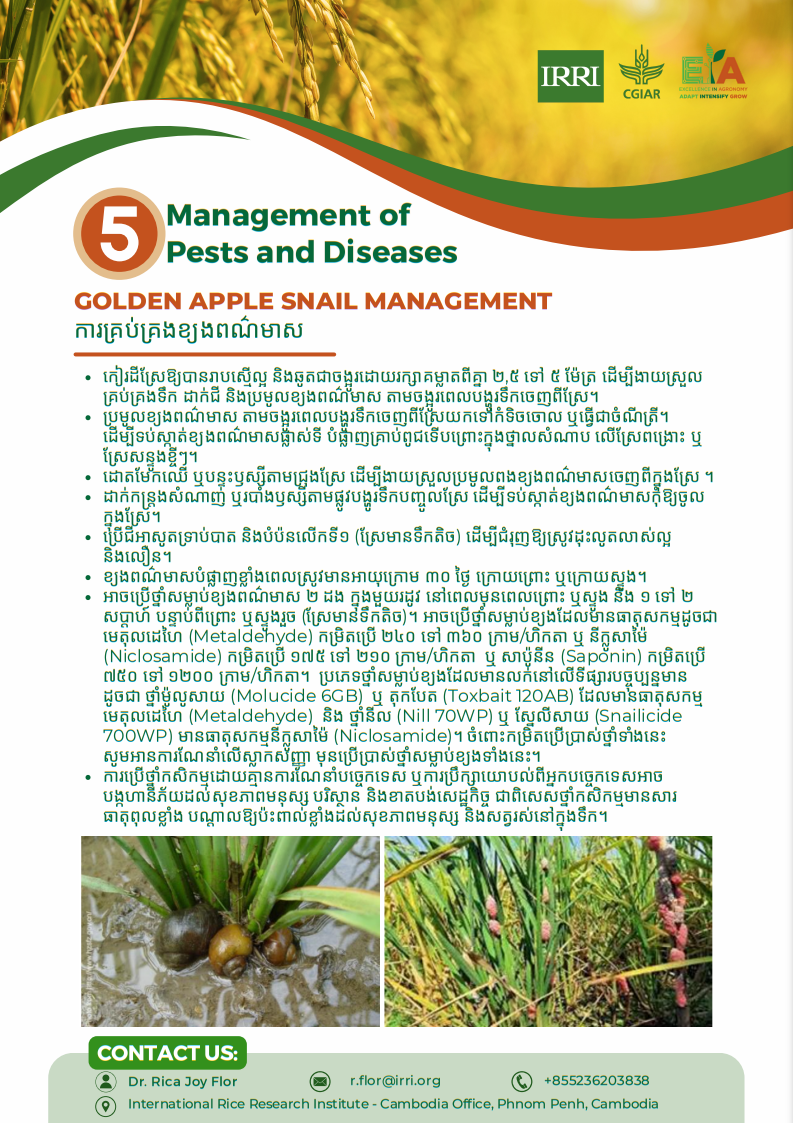 IRRI
CGIAR
EiA
EXCELLENCE IN AGRONOMY
ADAPT INTENSIFY GROW
5
Management of
Pests and Diseases
GOLDEN APPLE SNAIL MANAGEMENT
ការគ្រប់គ្រងខ្យងពណ៌មាស
• កៀរដីស្រែឱ្យបានរាបស្មើល្អ និងឆូតជាចង្អូរដោយរក្សាគម្លាតពីគ្នា ២,៥ ទៅ ៥ ម៉ែត្រ ដើម្បីងាយស្រួល
គ្រប់គ្រងទឹក ដាក់ជី និងប្រមូលខ្យងពណ៌មាស តាមចង្អូរពេលបង្ហូរទឹកចេញពីស្រែ។
• ប្រមូលខ្យងពណ៌មាស តាមចង្អូរពេលបង្ហូរទឹកចេញពីស្រែយកទៅកំទិចចោល ឬធ្វើជាចំណីត្រី។
ដើម្បីទប់ស្កាត់ខ្យងពណ៌មាសផ្លាស់ទី បំផ្លាញគ្រាប់ពូជទើបព្រោះក្នុងថ្នាលសំណាប លើស្រែពង្រោះ ឬ
ស្រែសន្ទូងខ្ចីៗ។
• ដោតមែកឈើ ឬបន្ទុះឫស្សីតាមជ្រុងស្រែ ដើម្បីងាយស្រួលប្រមូលពងខ្យងពណ៌មាសចេញពីក្នុងស្រែ ។
• ដាក់កន្ត្រងសំណាញ់ ឬរបាំងឫស្សីតាមផ្លូវបង្ហូរទឹកបញ្ចូលស្រែ ដើម្បីទប់ស្កាត់ខ្យងពណ៌មាសកុំឱ្យចូល
ក្នុងស្រែ។
• ប្រើជីអាសូតទ្រាប់បាត និងបំប៉នលើកទី១ (ស្រែមានទឹកតិច) ដើម្បីជំរុញឱ្យស្រូវដុះលូតលាស់ល្អ
និងលឿន។
• ខ្យងពណ៌មាសបំផ្លាញខ្លាំងពេលស្រូវមានអាយុក្រោម ៣០ ថ្ងៃ ក្រោយព្រោះ ឬក្រោយស្ទូង។
• អាចប្រើថ្នាំសម្លាប់ខ្យងពណ៌មាស ២ ដង ក្នុងមួយរដូវ នៅពេលមុនពេលព្រោះ ឬស្ទូង និង ១ ទៅ ២
សប្តាហ៍ បន្ទាប់ពីព្រោះ ឬស្ទូងរួច (ស្រែមានទឹកតិច)។ អាចប្រើថ្នាំសម្លាប់ខ្យងដែលមានធាតុសកម្មដូចជា
មេតុលដេហៃ (Metaldehyde) កម្រិតប្រើ ២៤០ ទៅ ៣៦០ ក្រាម/ហិកតា ឬ នីក្លូសាម៉ៃ
(Niclosamide) កម្រិតប្រើ ១៧៥ ទៅ ២១០ ក្រាម/ហិកតា ឬ សាប៉ូនីន (Saponin) កម្រិតប្រើ
៧៥០ ទៅ ១២០០ ក្រាម/ហិកតា។ ប្រភេទថ្នាំសម្លាប់ខ្យងដែលមានលក់នៅលើទីផ្សារបច្ចុប្បន្នមាន
ដូចជា ថ្នាំម៉ូលូសាយ (Molucide 6GB) ឬ តុកបែត (Toxbait 120AB) ដែលមានធាតុសកម្ម
មេតុលដេហៃ (Metaldehyde) និង ថ្នាំនីល (Nill 70WP) ឬ ស្នែលីសាយ (Snailicide
700WP) មានធាតុសកម្មនីក្លូសាម៉ៃ (Niclosamide)។ ចំពោះកម្រិតប្រើប្រាស់ថ្នាំទាំងនេះ
សូមអានការណែនាំលើស្លាកសញ្ញា មុនប្រើប្រាស់ថ្នាំសម្លាប់ខ្យងទាំងនេះ។
• ការប្រើថ្នាំកសិកម្មដោយគ្មានការណែនាំបច្ចេកទេស ឬការប្រឹក្សាយោបល់ពីអ្នកបច្ចេកទេសអាច
បង្កហានិភ័យដល់សុខភាពមនុស្ស បរិស្ថាន និងខាតបង់សេដ្ឋកិច្ច ជាពិសេសថ្នាំកសិកម្មមានសារ
ធាតុពុលខ្លាំង បណ្តាលឱ្យប៉ះពាល់ខ្លាំងដល់សុខភាពមនុស្ស និងសត្វរស់នៅក្នុងទឹក។
CONTACT US:
Dr. Rica Joy Flor
r.flor@irri.org
+855236203838
International Rice Research Institute - Cambodia Office, Phnom Penh, Cambodia